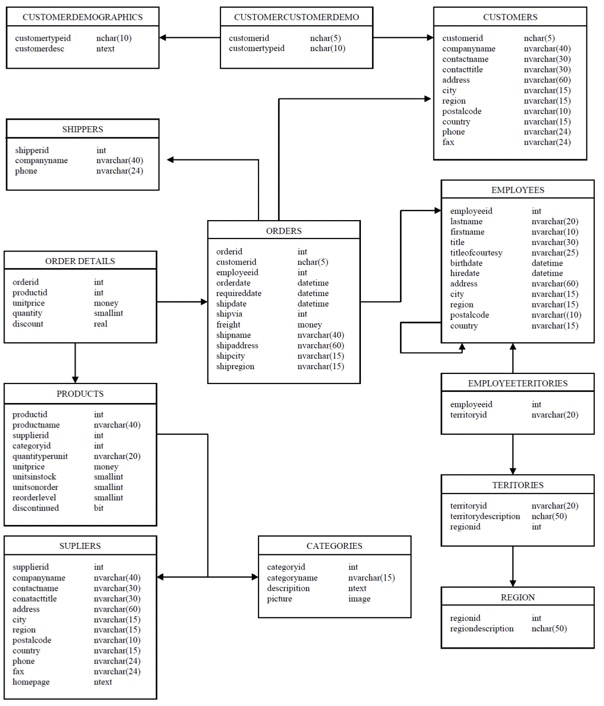 CUSTOMERDEMOGRAPHICS
customertypeid nchar(10)
customerdesc ntext
CUSTOMERCUSTOMERDEMO
customerid nchar(5)
customertypeid nchar(10)
CUSTOMERS
customerid nchar(5)
companyname nvarchar(40)
contactname nvarchar(30)
contacttitle nvarchar(30)
address nvarchar(60)
city nvarchar(15)
region nvarchar(15)
postalcode nvarchar(10)
country nvarchar(15)
phone nvarchar(24)
fax nvarchar(24)
SHIPPERS
shipperid int
companyname nvarchar(40)
phone nvarchar(24)
ORDERS
orderid int
customerid nchar(5)
employeeid int
orderdate datetime
requireddate datetime
shipdate datetime
shipvia int
freight money
shipname nvarchar(40)
shipaddress nvarchar(60)
shipcity nvarchar(15)
shipregion nvarchar(15)
EMPLOYEES
employeeid int
lastname nvarchar(20)
firstname nvarchar(10)
title nvarchar(30)
titleofcourtesy nvarchar(25)
birthdate datetime
hiredate datetime
address nvarchar(60)
city nvarchar(15)
region nvarchar(15)
postalcode nvarchar((10)
country nvarchar(15)
ORDER DETAILS
orderid int
productid int
unitprice money
quantity smallint
discount real
PRODUCTS
productid int
productname nvarchar(40)
supplierid int
categoryid int
quantityperunit nvarchar(20)
unitprice money
unitsinstock smallint
unitsonorder smallint
reorderlevel smallint
discontinued bit
EMPLOYEETERITORIES
employeeid int
territoryid nvarchar(20)
TERITORIES
territoryid nvarchar(20)
territorydescription nchar(50)
regionid int
SUPLIERS
supplierid int
companyname nvarchar(40)
contactname nvarchar(30)
conatacttitle nvarchar(30)
address nvarchar(60)
city nvarchar(15)
region nvarchar(15)
postalcode nvarchar(10)
country nvarchar(15)
phone nvarchar(24)
fax nvarchar(24)
homepage ntext
CATEGORIES
categoryid int
categoryname nvarchar(15)
descripition ntext
picture image
REGION
regionid int
regiondescription nchar(50)